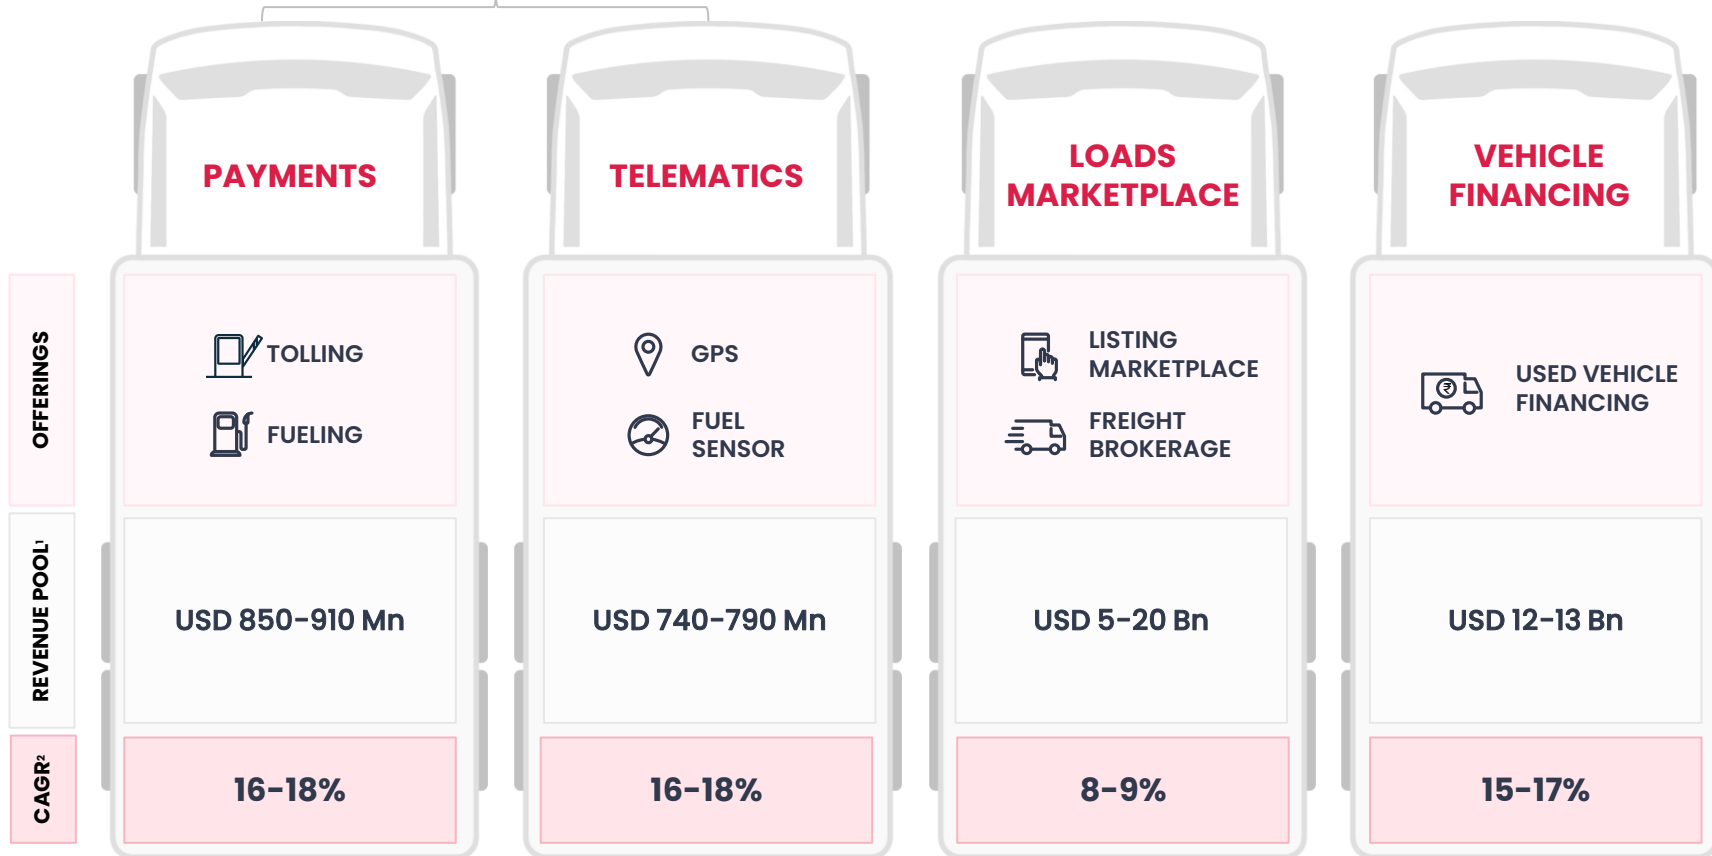 PAYMENTS
TELEMATICS
LOADS
MARKETPLACE
VEHICLE
FINANCING
OFFERINGS
TOLLING
FUELING
GPS
FUEL
SENSOR
LISTING
MARKETPLACE
FREIGHT
BROKERAGE
₹
USED VEHICLE
FINANCING
REVENUE POOL¹
USD 850-910 Mn
USD 740-790 Mn
USD 5-20 Bn
USD 12-13 Bn
CAGR²
16-18%
16-18%
8-9%
15-17%